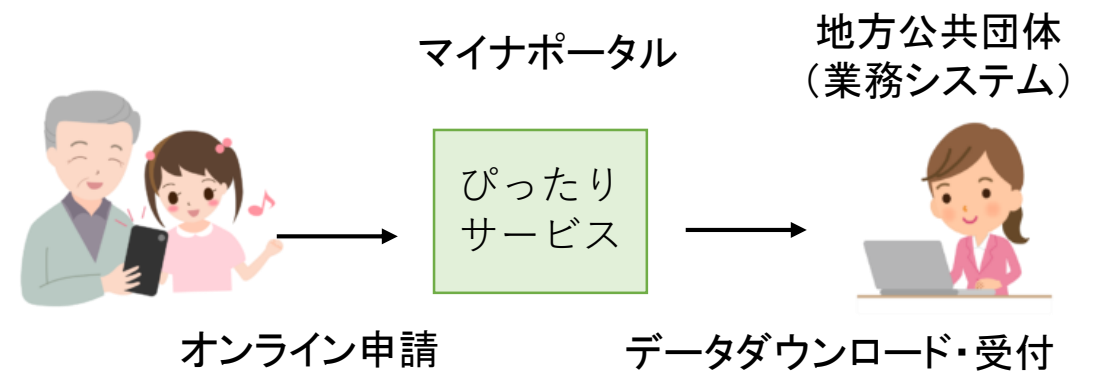 マイナポータル
地方公共団体
（業務システム）
ぴったり
サービス
オンライン申請
データダウンロード・受付